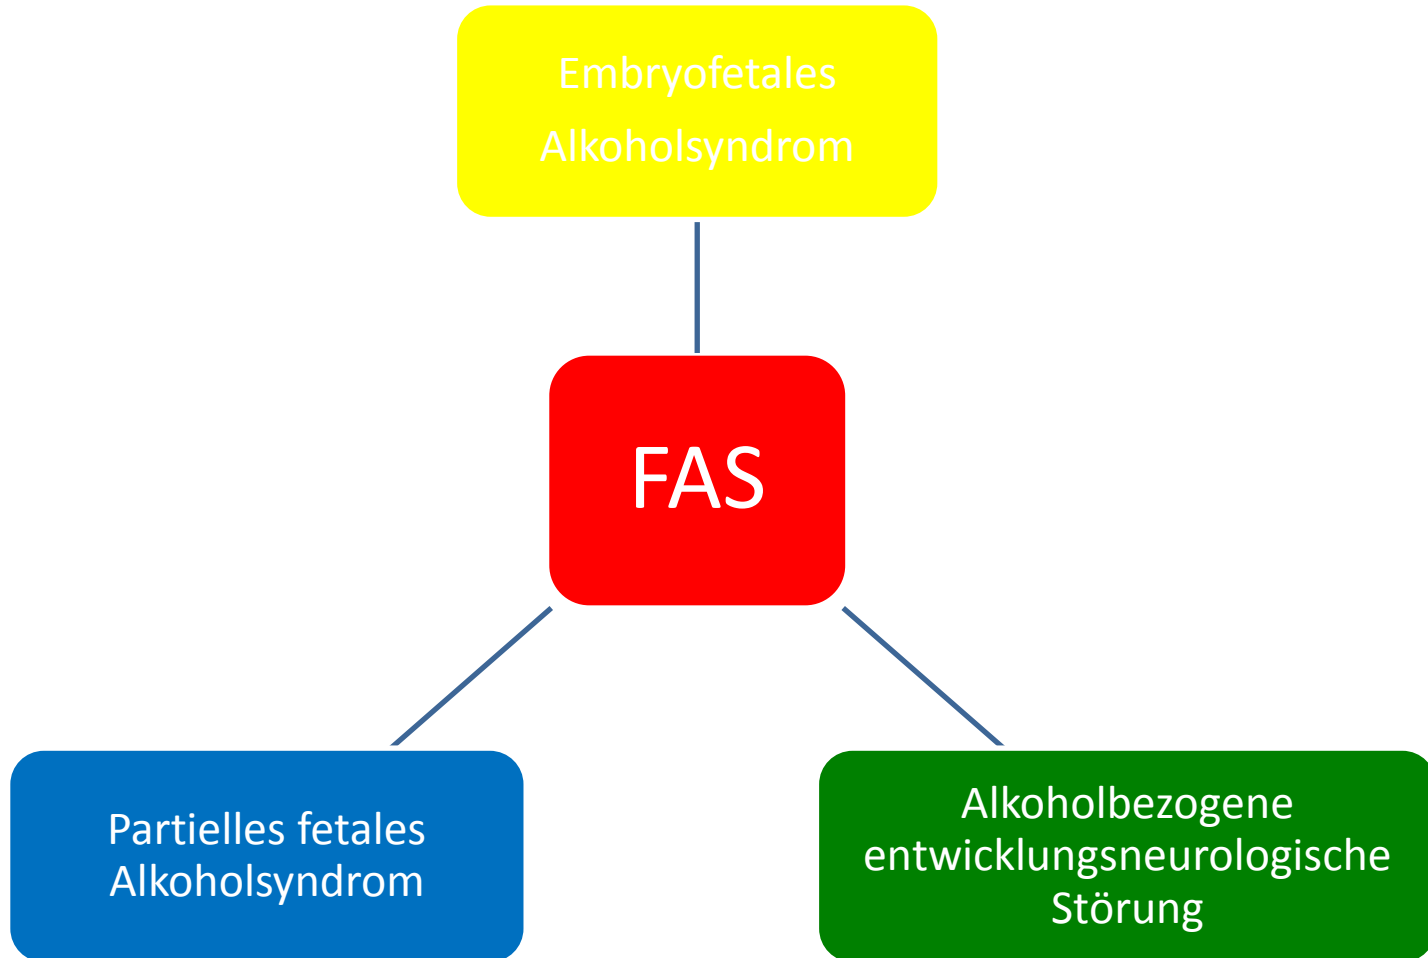 Embryofetales
Alkoholsyndrom
FAS
Partielles fetales
Alkoholsyndrom
Alkoholbezogene
entwicklungsneurologische
Störung